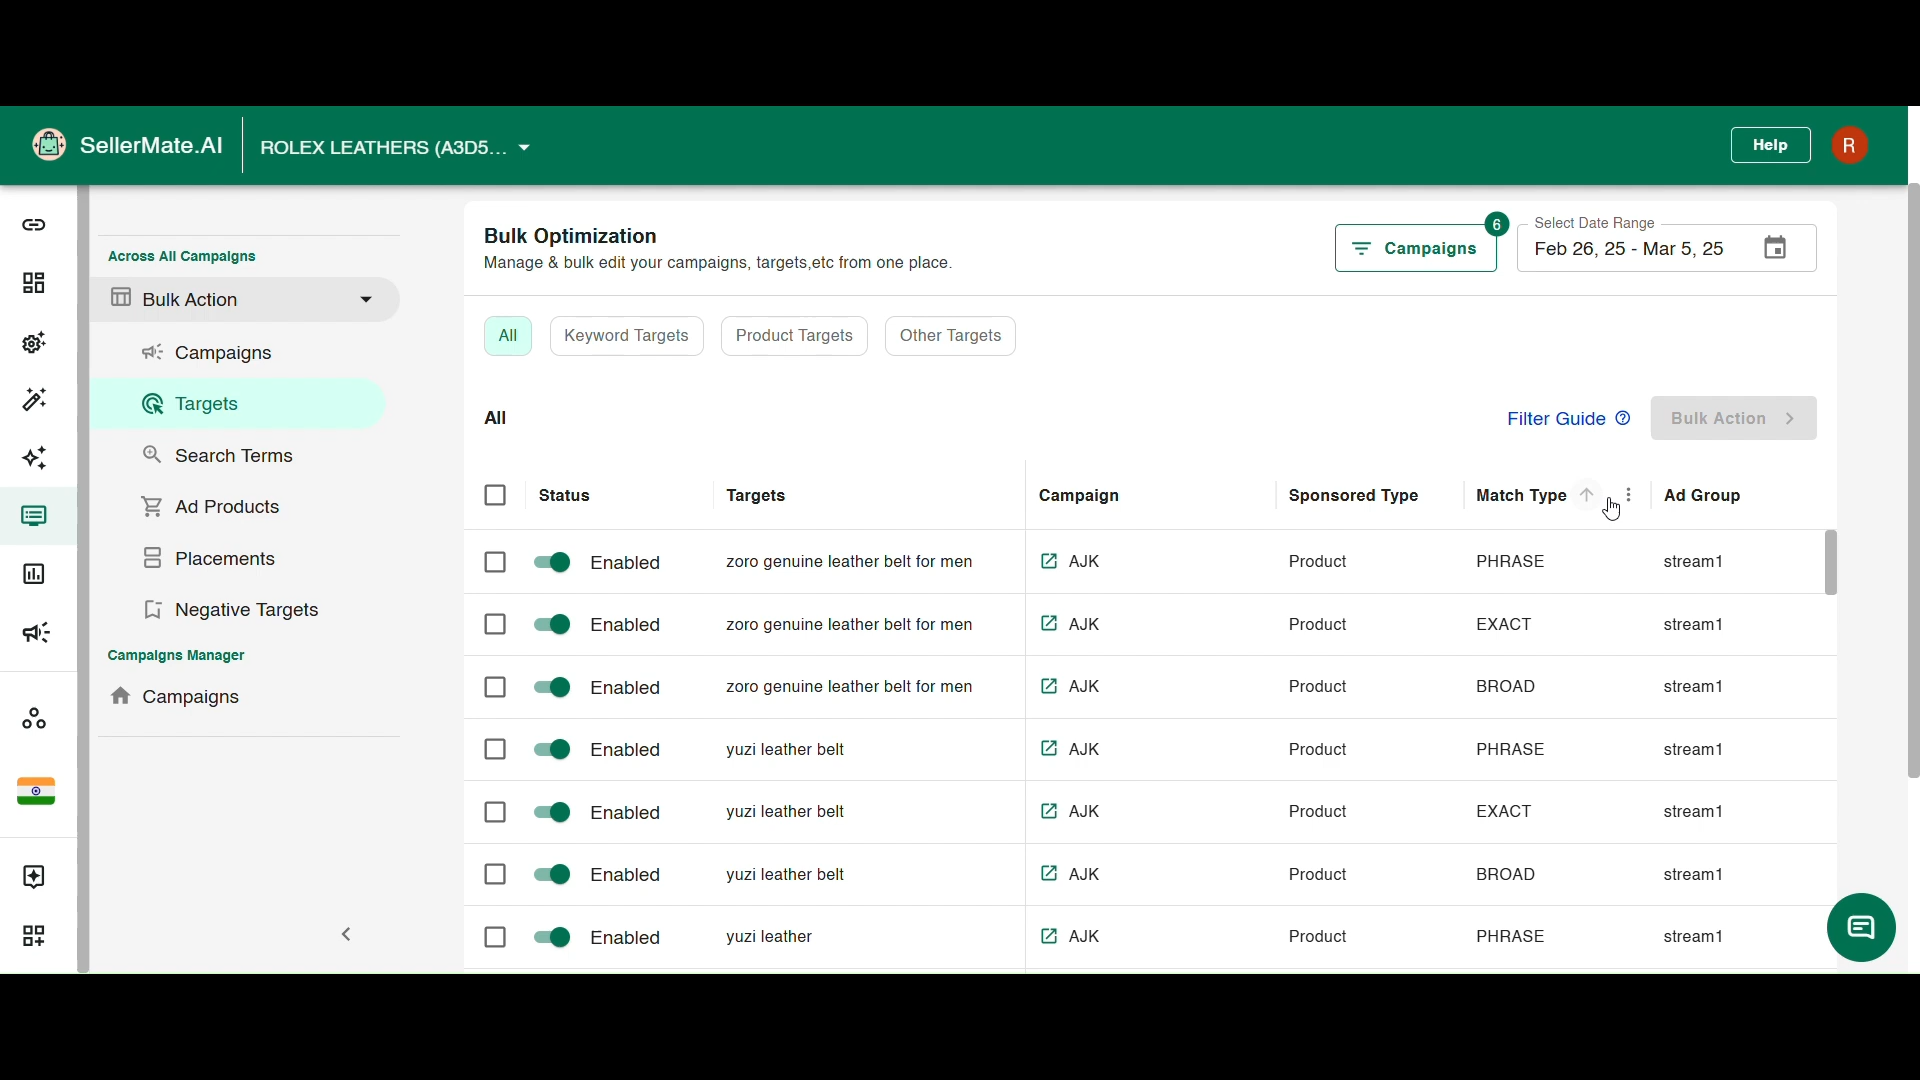 SellerMate.AI
ROLEX LEATHERS (A3D5...
Help
R
Across All Campaigns
Bulk Action
Campaigns
Targets
Search Terms
Ad Products
Placements
Negative Targets
Campaigns Manager
Campaigns
Bulk Optimization
Manage & bulk edit your campaigns, targets,etc from one place.
Campaigns
6
Select Date Range
Feb 26, 25 - Mar 5, 25
All Keyword Targets Product Targets Other Targets
All
Filter Guide
Bulk Action
Status Targets Campaign Sponsored Type Match Type Ad Group
Enabled zoro genuine leather belt for men AJK Product PHRASE stream1
Enabled zoro genuine leather belt for men AJK Product EXACT stream1
Enabled zoro genuine leather belt for men AJK Product BROAD stream1
Enabled yuzi leather belt AJK Product PHRASE stream1
Enabled yuzi leather belt AJK Product EXACT stream1
Enabled yuzi leather belt AJK Product BROAD stream1
Enabled yuzi leather AJK Product PHRASE stream1